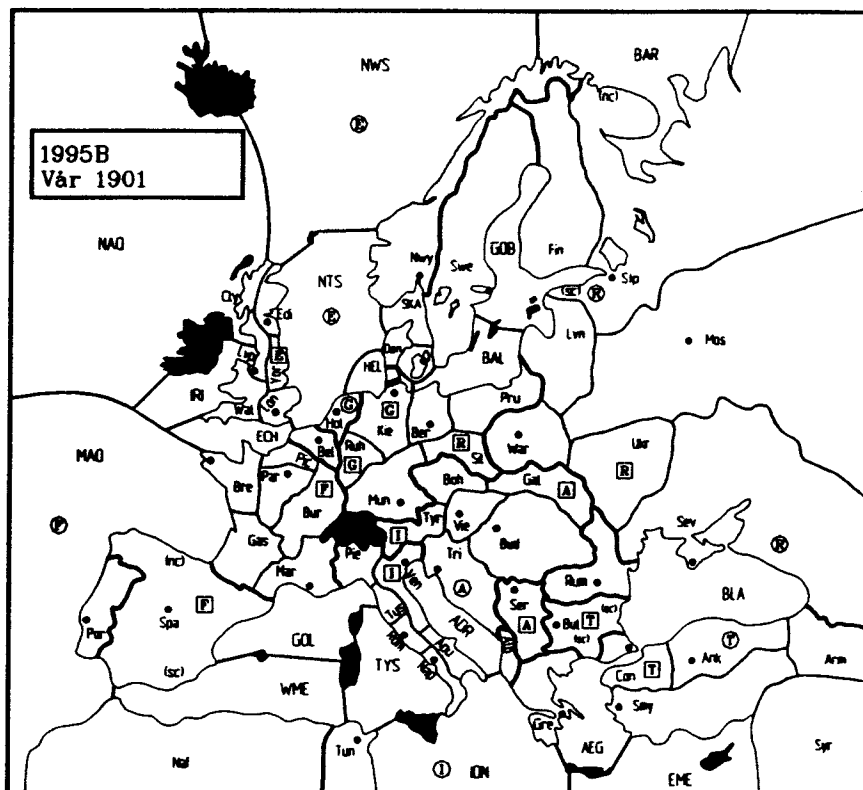 1995B
Vår 1901
NWS
BAR
(nc)
E
NAO
NTS
Nwy
Swe
GOB
Fin
Stp
(sc)
R
Cly
Edi
E
SKA
Lvn
Mos
Lvp
E
Yor
Den
HEL
BAL
IRI
Wal
Lon
Hol
G
G
Kie
Ber
Pru
ECH
Bel
Ruh
R
Sil
War
Ukr
MAO
Pic
G
Boh
Gal
R
Bre
Par
F
Bur
Mun
A
F
Tyr
Vie
Bud
Sev
R
Gas
Pie
I
Tri
(nc)
Mar
I
Ven
A
Rum
BLA
Por
Spa
F
Tus
ADR
Ser
A
Bul
T
(ec)
(sc)
T
GOL
Rom
Apu
Alb
Con
T
Ank
Arm
(sc)
WME
TYS
Nap
Gre
Smy
Naf
Tun
I
ION
AEG
EME
Syr